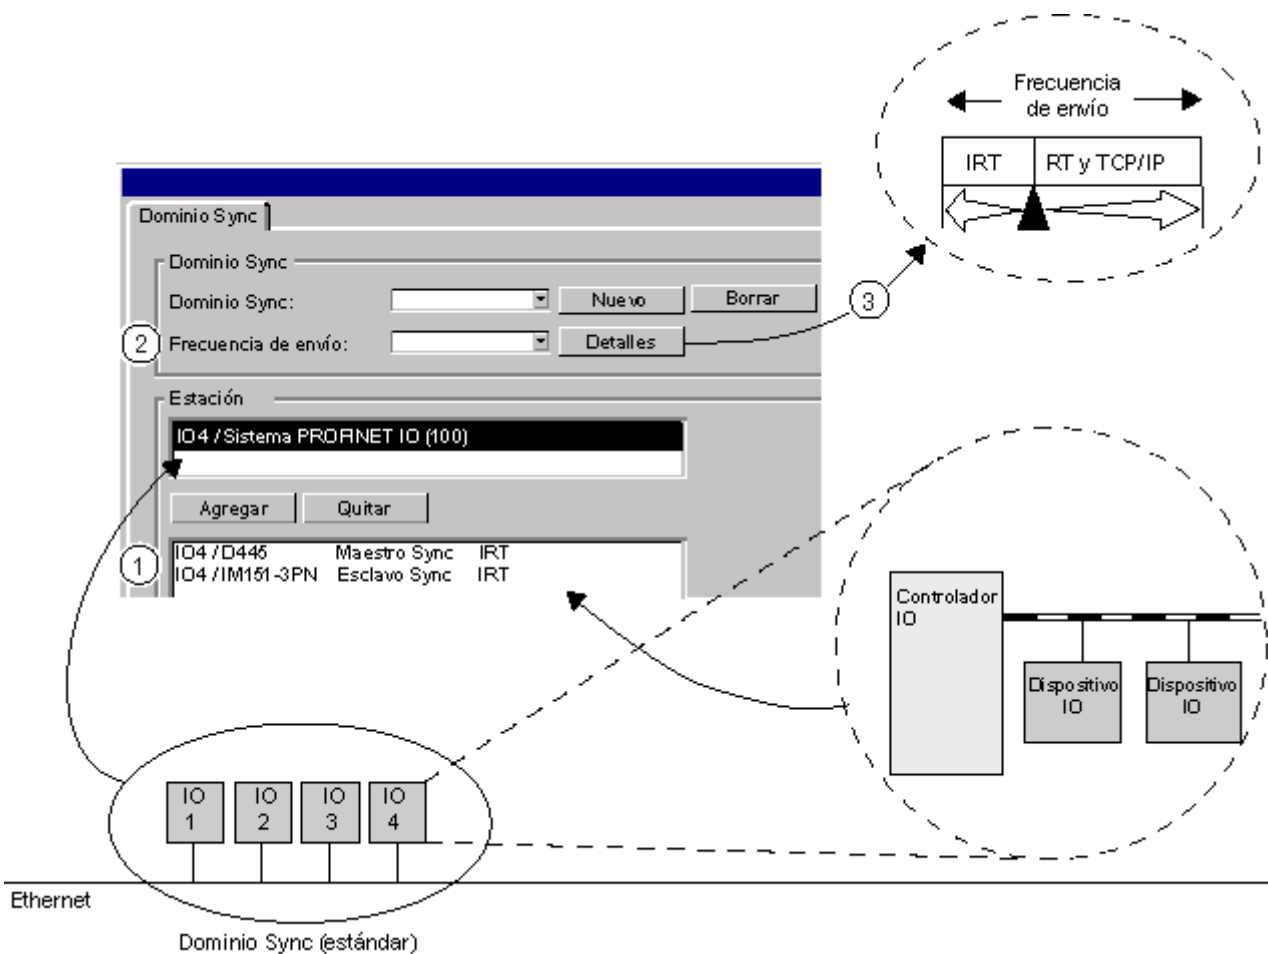 Frecuencia
de envío
IRT
RT y TCP/IP
Dominio Sync
Dominio Sync
Dominio Sync:
Nuevo
Borrar
3
2
Frecuencia de envío:
Detalles
Estación
IO4 / Sistema PROFINET IO (100)
Agregar
Quitar
1
IO4 / D445 Maestro Sync IRT
IO4 / IM151-3PN Esclavo Sync IRT
Controlador
IO
Dispositivo
IO
Dispositivo
IO
IO
1
IO
2
IO
3
IO
4
Ethernet
Dominio Sync (estándar)